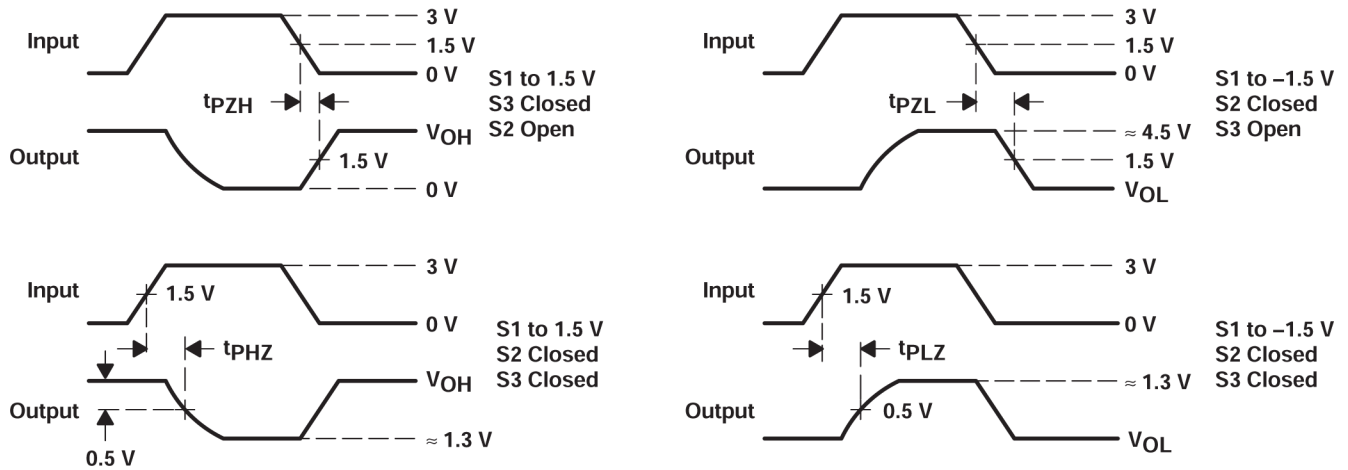 Input
3 V
1.5 V
0 V
tPZH
S1 to 1.5 V
S3 Closed
S2 Open
Output
VOH
1.5 V
0 V
Input
3 V
1.5 V
0 V
tPZL
S1 to –1.5 V
S2 Closed
S3 Open
Output
≈ 4.5 V
1.5 V
VOL
Input
3 V
1.5 V
0 V
tPHZ
S1 to 1.5 V
S2 Closed
S3 Closed
Output
VOH
0.5 V
≈ 1.3 V
Input
3 V
1.5 V
0 V
tPLZ
S1 to –1.5 V
S2 Closed
S3 Closed
Output
≈ 1.3 V
0.5 V
VOL